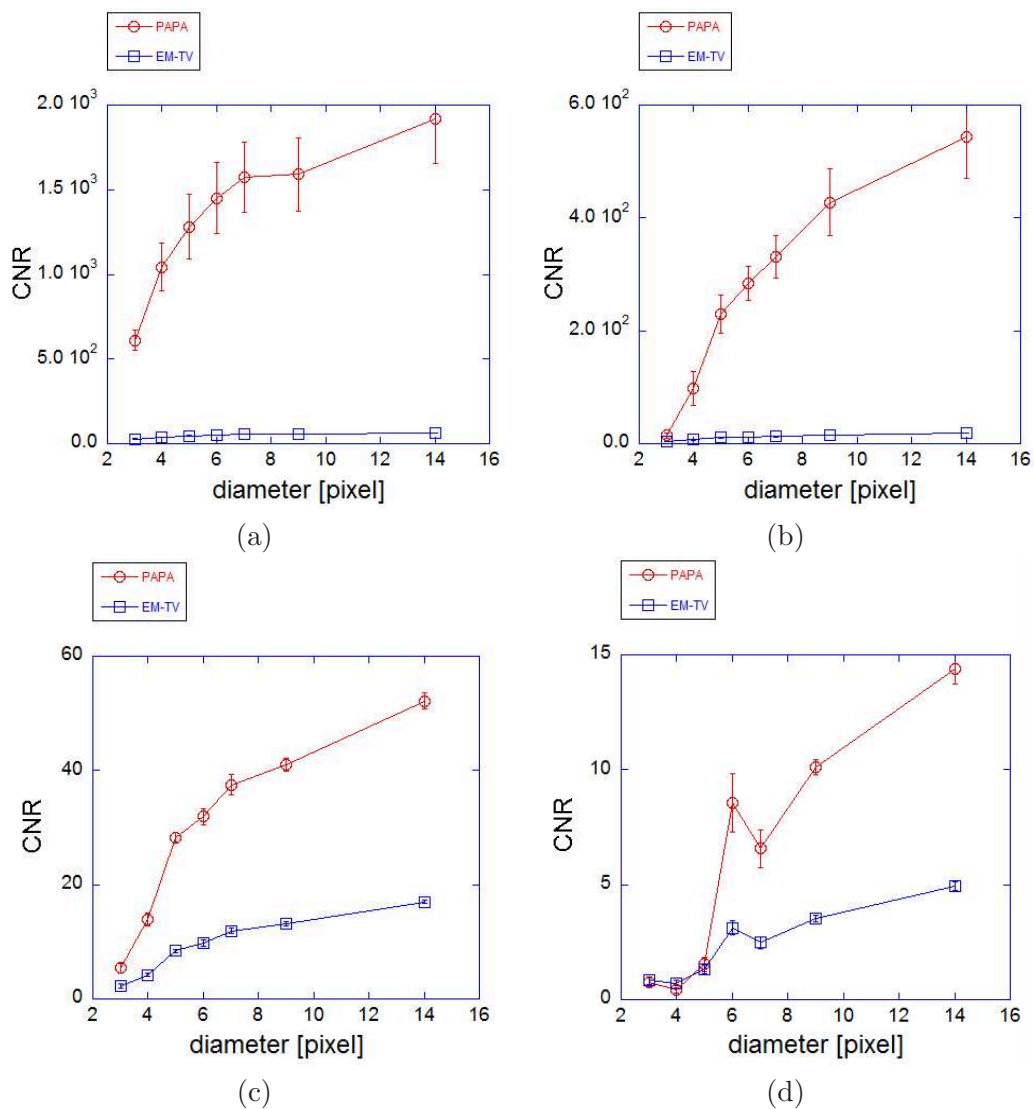 PAPA
EM-TV
2.0 10³
1.5 10³
1.0 10³
5.0 10²
0.0
CNR
2 4 6 8 10 12 14 16
diameter [pixel]
(a)
PAPA
EM-TV
6.0 10²
4.0 10²
2.0 10²
0.0
CNR
2 4 6 8 10 12 14 16
diameter [pixel]
(b)
PAPA
EM-TV
60
40
20
0
CNR
2 4 6 8 10 12 14 16
diameter [pixel]
(c)
PAPA
EM-TV
15
10
5
0
CNR
2 4 6 8 10 12 14 16
diameter [pixel]
(d)